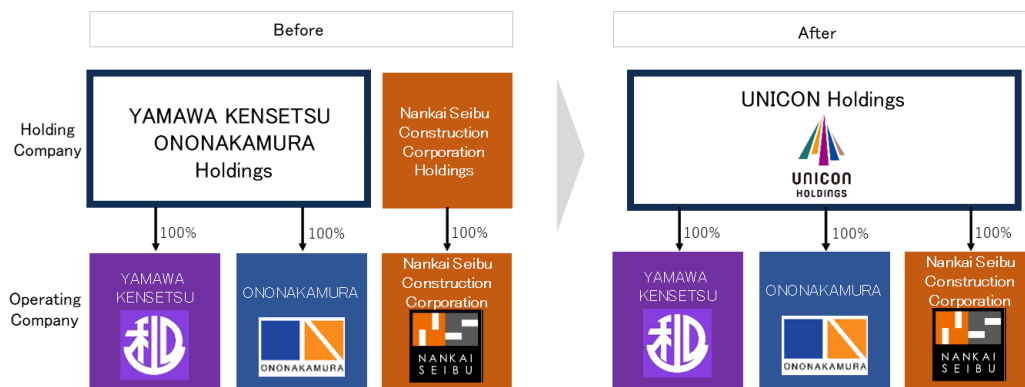 Before
After
Holding
Company
YAMAWA KENSETSU
ONONAKAMURA
Holdings
Nankai Seibu
Construction
Corporation
Holdings
UNICON Holdings
UNICON
HOLDINGS
100%
100%
100%
100%
100%
100%
Operating
Company
YAMAWA
KENSETSU
ONONAKAMURA
ONONAKAMURA
Nankai Seibu
Construction
Corporation
NANKAI
SEIBU
YAMAWA
KENSETSU
ONONAKAMURA
ONONAKAMURA
Nankai Seibu
Construction
Corporation
NANKAI
SEIBU